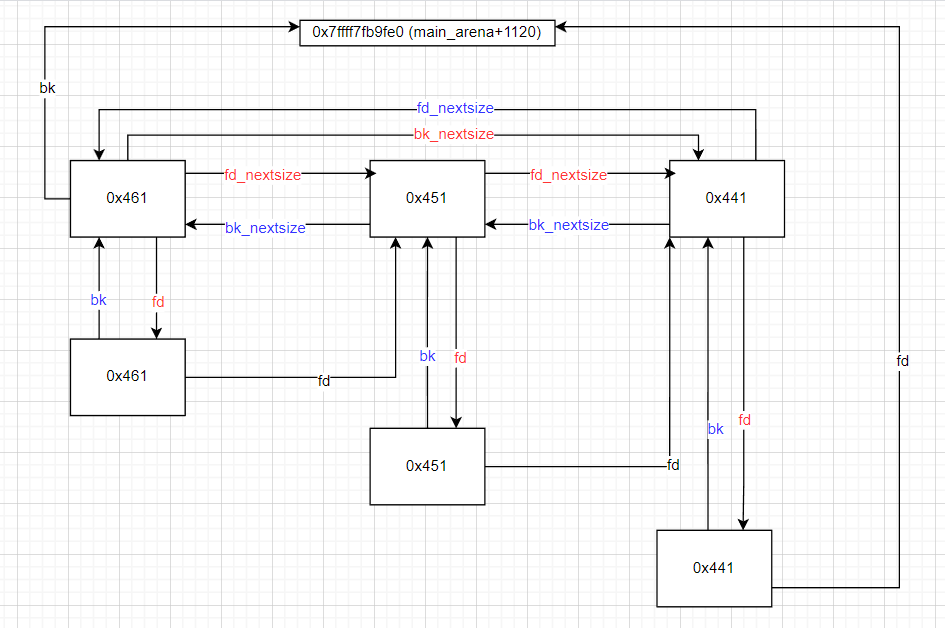 0x7ffff7fb9fe0 (main_arena+1120)
bk
fd_nextsize
bk_nextsize
0x461
fd_nextsize
0x451
fd_nextsize
0x441
bk_nextsize
bk_nextsize
bk
fd
bk
fd
fd
0x461
fd
fd
bk
0x451
fd
0x441